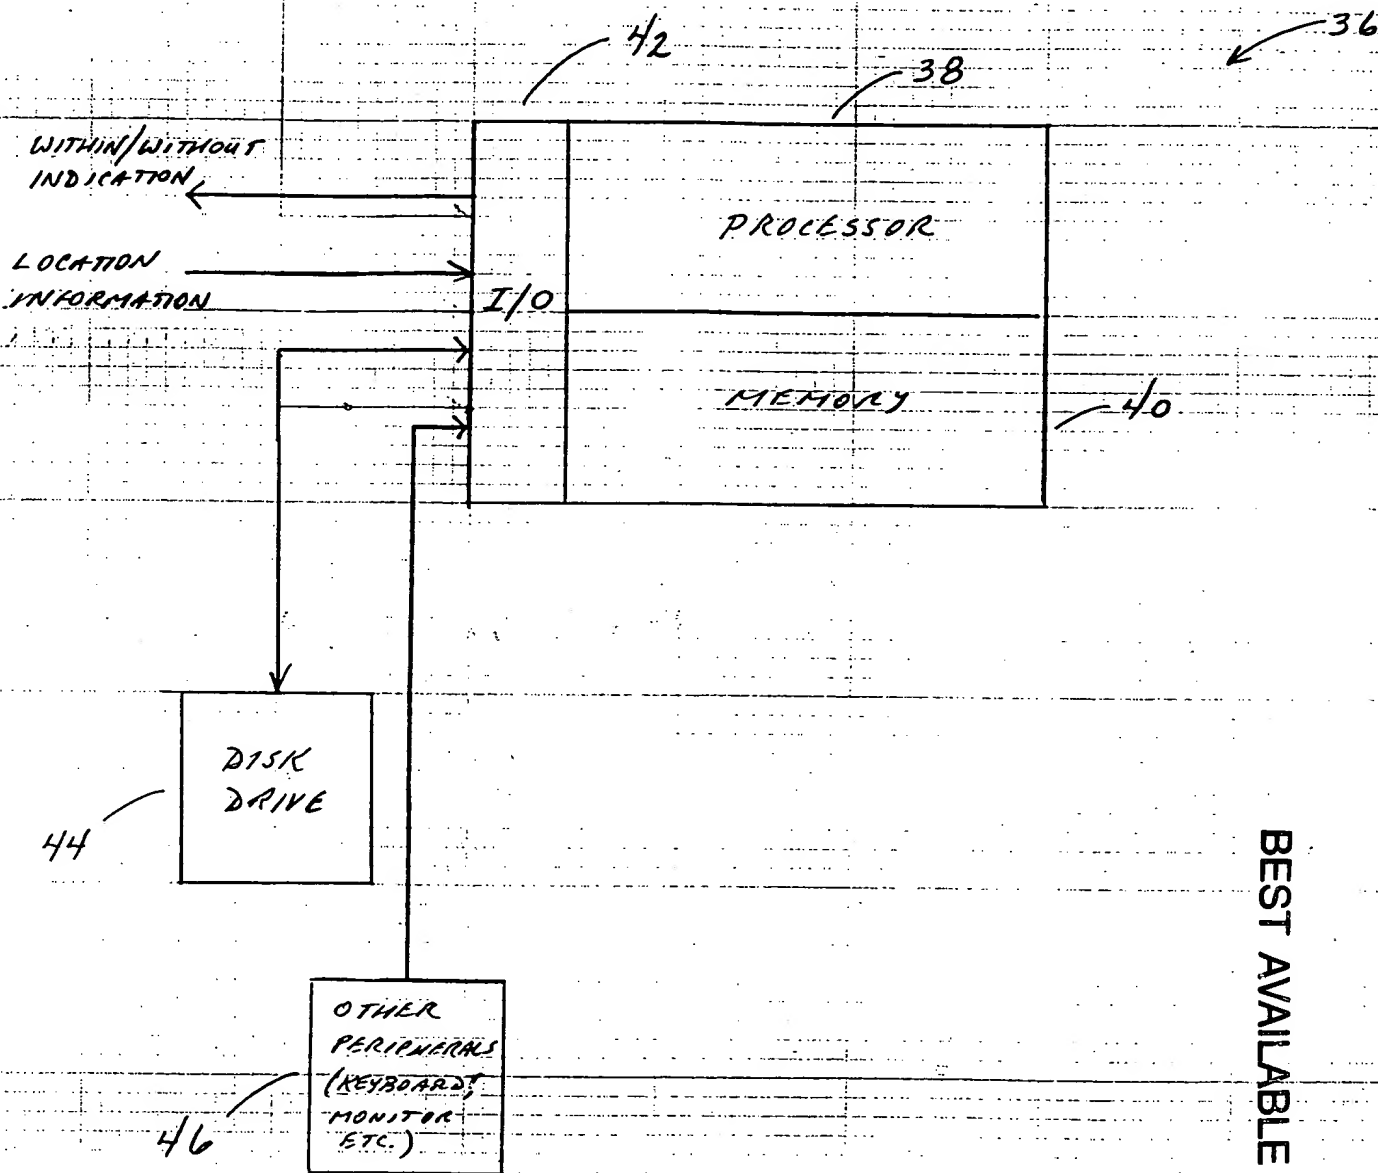 42
36
38
WITHIN/WITHOUT
INDICATION
PROCESSOR
LOCATION
INFORMATION
I/O
MEMORY
40
DISK
DRIVE
44
OTHER
PERIPHERALS
(KEYBOARD,
MONITOR
ETC.)
46
BEST AVAILABLE